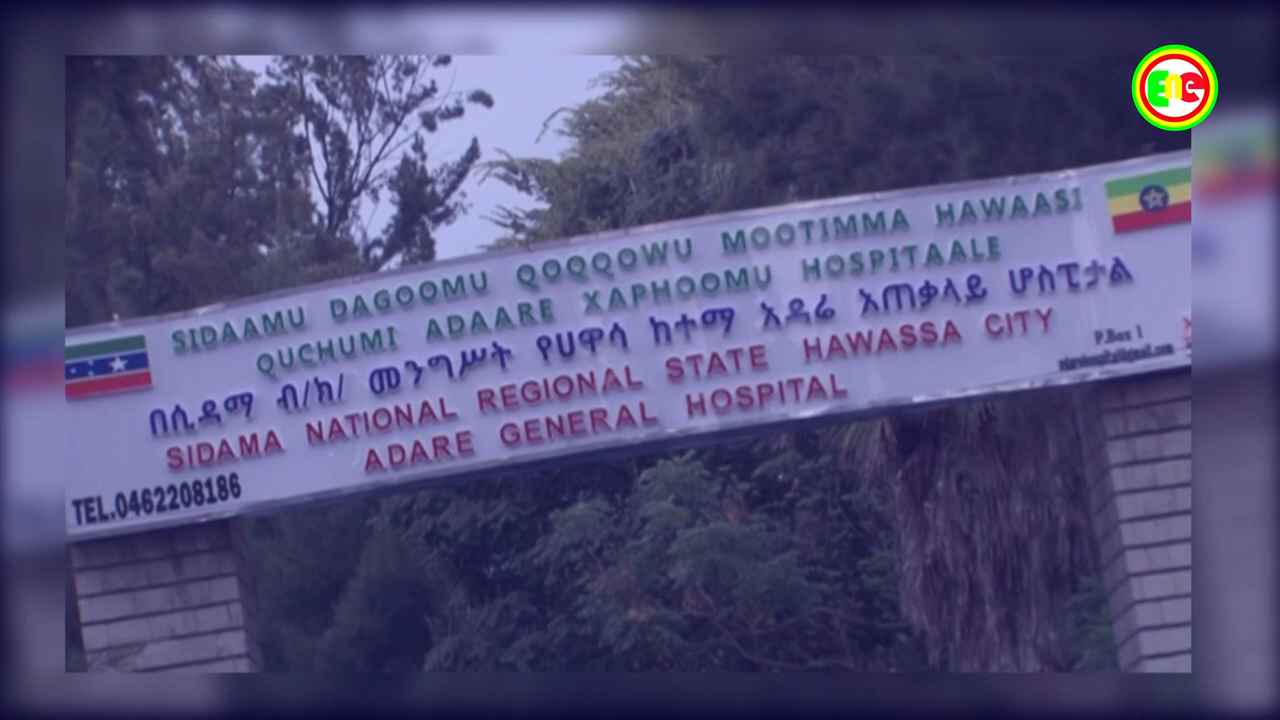 ENC
SIDAAMU DAGOOMU QOQQOWU MOOTIMMA HAWAASI
QUCHUMI ADAARE XAPHOOMU HOSPITAALE
በሲዳማ ብ/ክ/ መንግሥት የሀዋሳ ከተማ አዳሬ አጠቃላይ ሆስፒታል
SIDAMA NATIONAL REGIONAL STATE HAWASSA CITY
ADARE GENERAL HOSPITAL
TEL.0462208186
P.Box 1